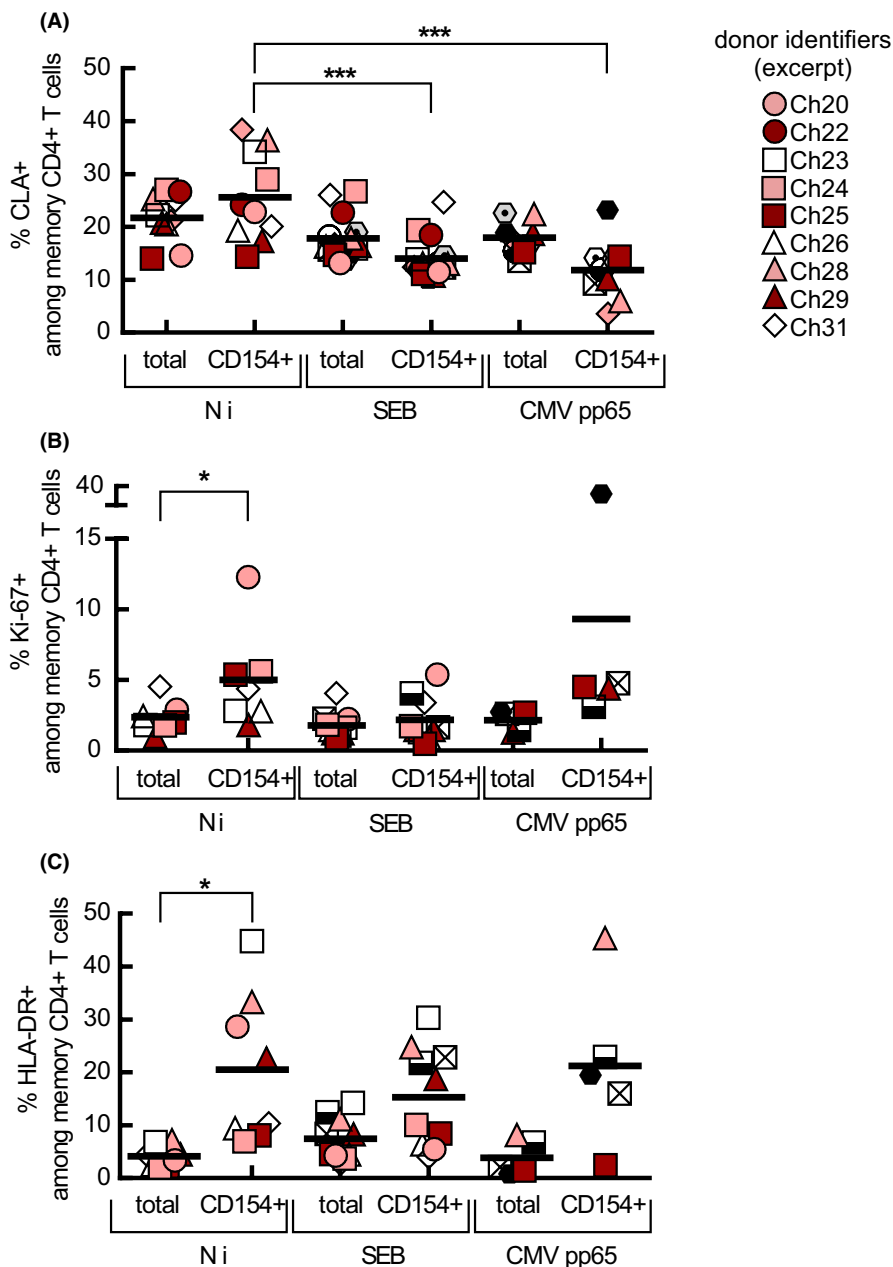 (A)
***
***
% CLA+
among memory CD4+ T cells
50
40
30
20
10
0
total CD154+ total CD154+ total CD154+
Ni SEB CMV pp65
donor identifiers
(excerpt)
Ch20
Ch22
Ch23
Ch24
Ch25
Ch26
Ch28
Ch29
Ch31
(B)
*
% Ki-67+
among memory CD4+ T cells
40
15
10
5
0
total CD154+ total CD154+ total CD154+
Ni SEB CMV pp65
(C)
*
% HLA-DR+
among memory CD4+ T cells
50
40
30
20
10
0
total CD154+ total CD154+ total CD154+
Ni SEB CMV pp65